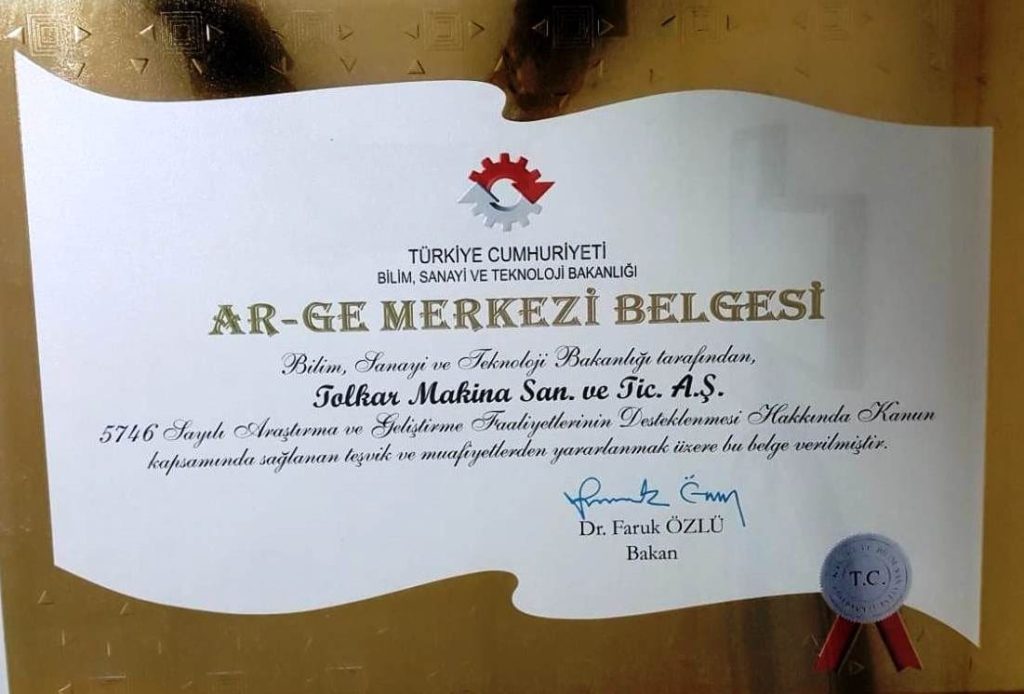 TÜRKİYE CUMHURİYETİ
BİLİM, SANAYİ VE TEKNOLOJİ BAKANLIĞI
AR-GE MERKEZİ BELGESİ
Bilim, Sanayi ve Teknoloji Bakanlığı tarafından,
Tolkar Makina San. ve Tic. A.Ş.
5746 Sayılı Araştırma ve Geliştirme Faaliyetlerinin Desteklenmesi Hakkında Kanun
kapsamında sağlanan teşvik ve muafiyetlerden yararlanmak üzere bu belge verilmiştir.
Dr. Faruk ÖZLÜ
Bakan
T.C.